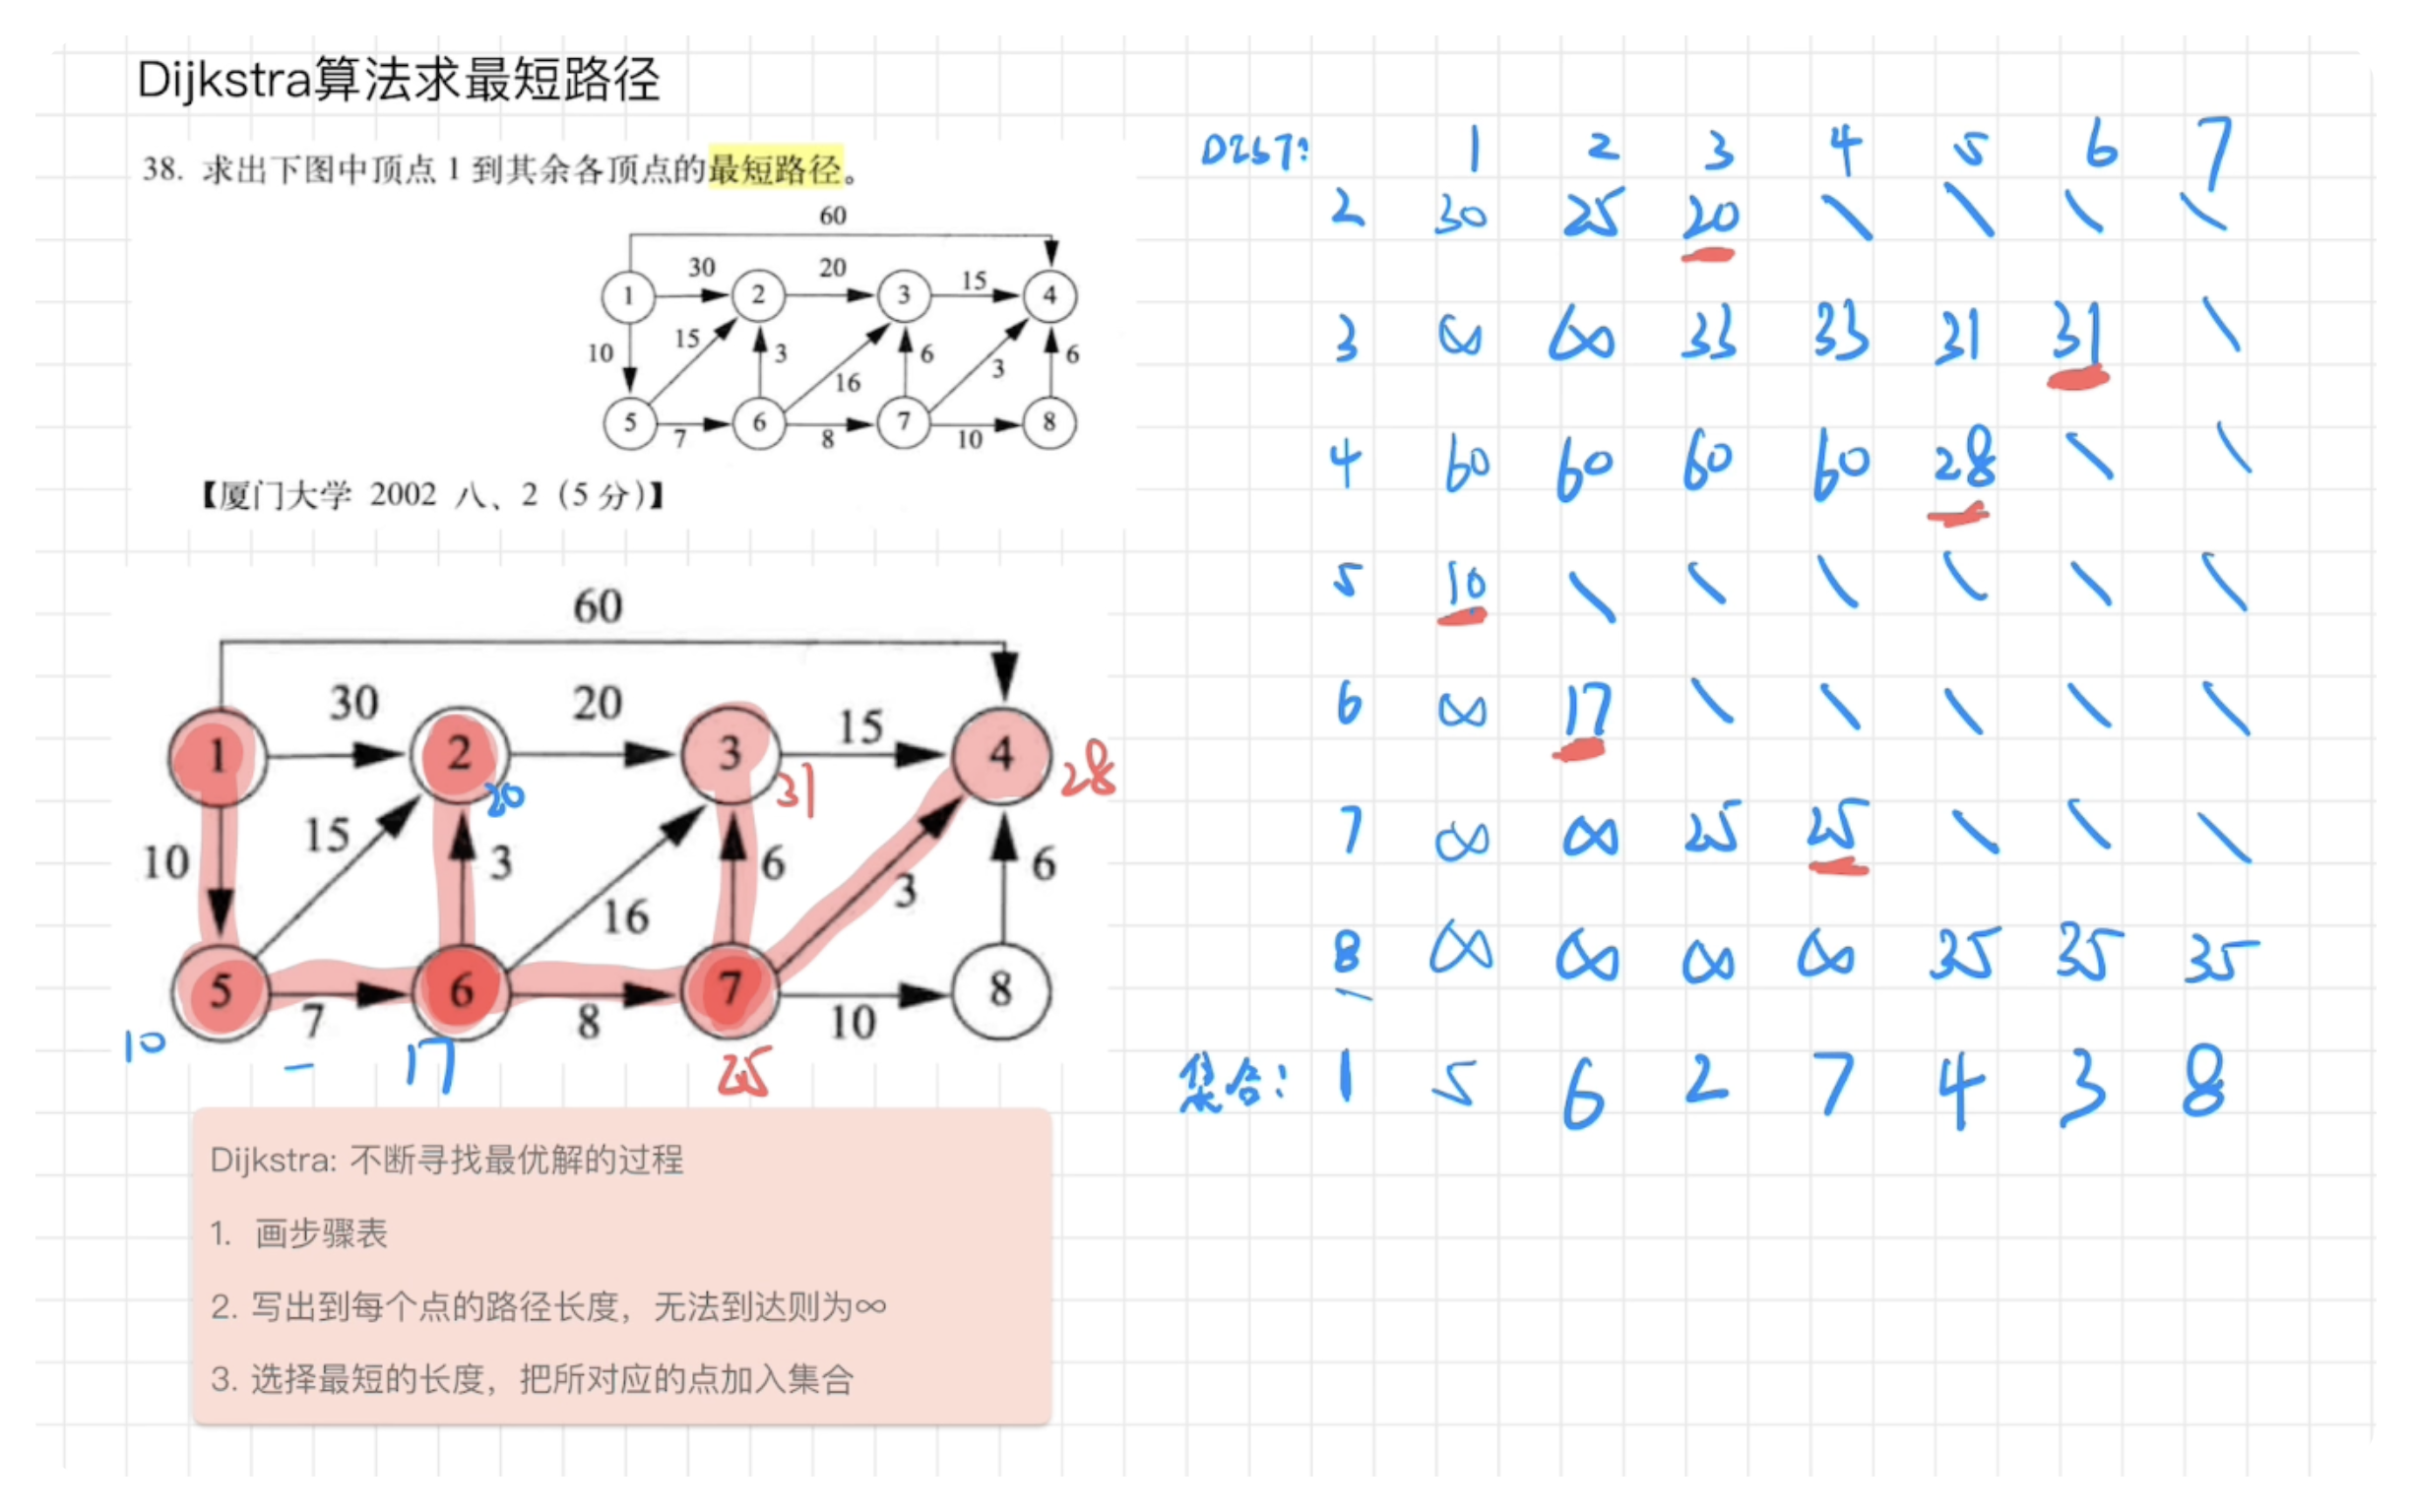 Dijkstra算法求最短路径
38. 求出下图中顶点 1 到其余各顶点的最短路径。
60
30 20 15
1 2 3 4
10 15 3 16 6 3 6
5 6 7 8
7 8 10
【厦门大学 2002 八、2（5 分）】
60
30 20 15
1 2 3 4
20 31 28
10 15 3 16 6 3 6
5 6 7 8
7 8 10
10 17 25
Dijkstra: 不断寻找最优解的过程
1. 画步骤表
2. 写出到每个点的路径长度，无法到达则为∞
3. 选择最短的长度，把所对应的点加入集合
DIST: 1 2 3 4 5 6 7
2 30 25 20 \ \ \ \
3 ∞ ∞ 33 33 31 31 \
4 60 60 60 60 28 \ \
5 10 \ \ \ \ \ \
6 ∞ 17 \ \ \ \ \
7 ∞ ∞ 25 25 \ \ \
8 ∞ ∞ ∞ ∞ 35 35 35
集合: 1 5 6 2 7 4 3 8